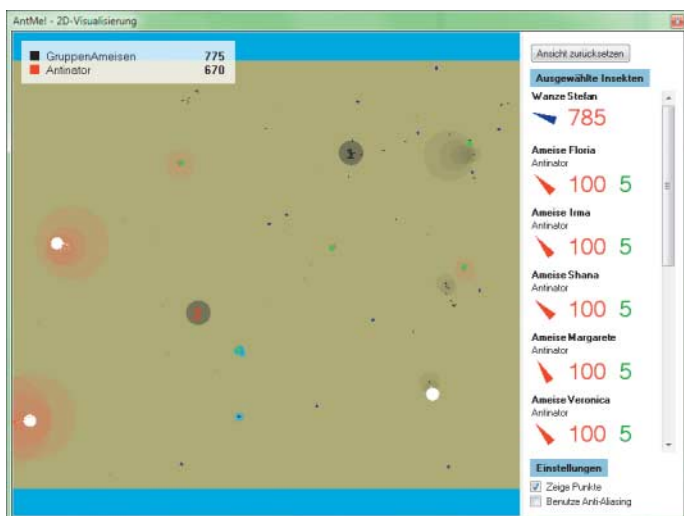 AntMe! - 2D-Visualisierung
GruppenAmeisen 775
Antinator 670
Ansicht zurücksetzen
Ausgewählte Insekten
Wanze Stefan
785
Ameise Floria
Antinator
100 5
Ameise Irma
Antinator
100 5
Ameise Shana
Antinator
100 5
Ameise Margarete
Antinator
100 5
Ameise Veronica
Antinator
100 5
Einstellungen
Zeige Punkte
Benutze Anti-Aliasing